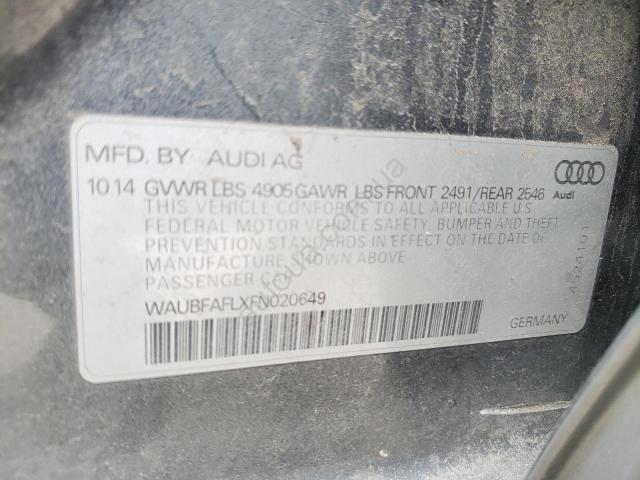 MFD. BY AUDI AG
10 14 GVWR LBS 4905 GAWR LBS FRONT 2491/REAR 2546
Audi
THIS VEHICLE CONFORMS TO ALL APPLICABLE U.S.
FEDERAL MOTOR VEHICLE SAFETY, BUMPER AND THEFT
PREVENTION STANDARDS IN EFFECT ON THE DATE OF
MANUFACTURE SHOWN ABOVE
PASSENGER CAR
WAUBFAFLXFN020649
GERMANY
A924101